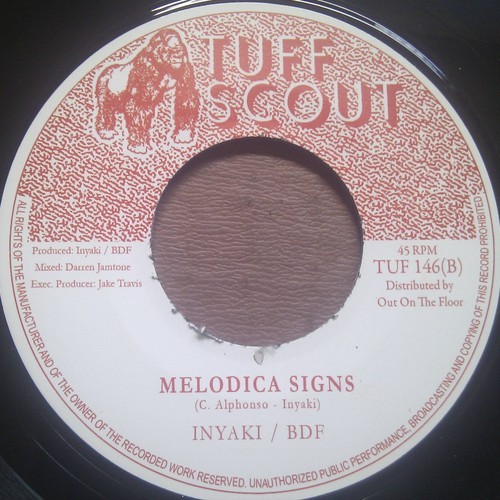 TUFF
SCOUT
Produced: Inyaki / BDF
Mixed: Darren Jamtone
Exec. Producer: Jake Travis
45 RPM
TUF 146(B)
Distributed by
Out On The Floor
MELODICA SIGNS
(C. Alphonso - Inyaki)
INYAKI / BDF
ALL RIGHTS OF THE MANUFACTURER AND OF THE OWNER OF THE RECORDED WORK RESERVED. UNAUTHORIZED PUBLIC PERFORMANCE, BROADCASTING AND COPYING OF THIS RECORD PROHIBITED